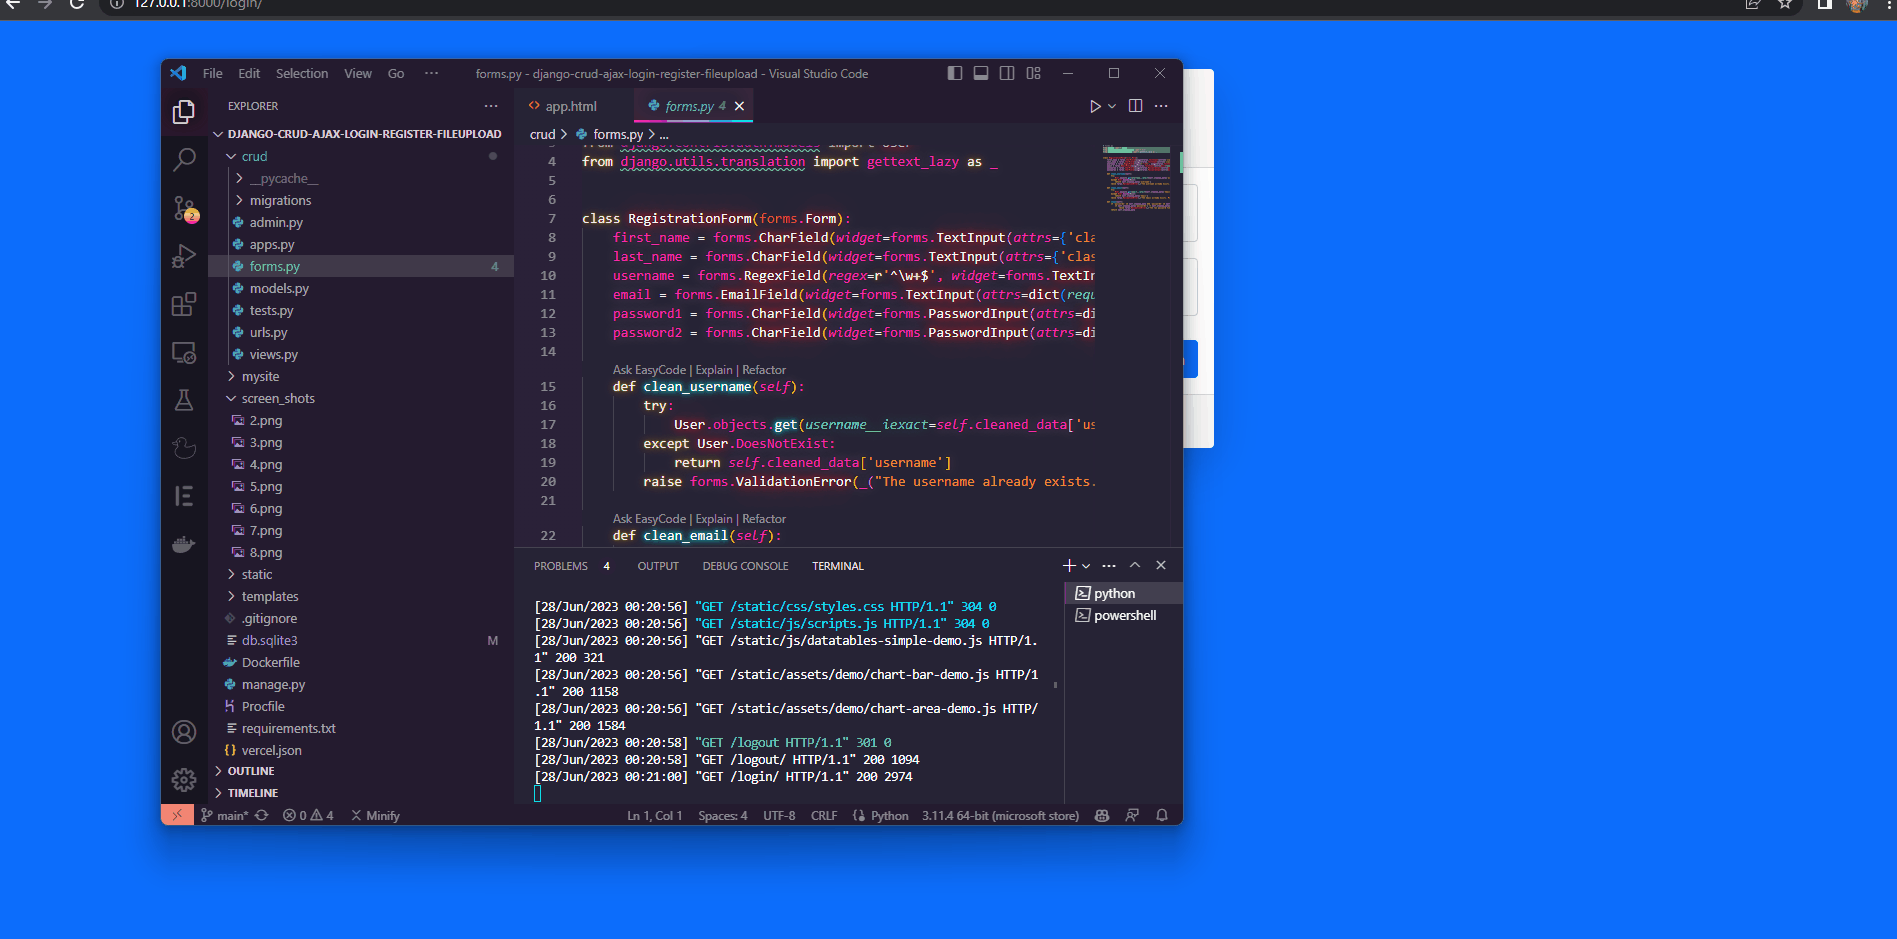 127.0.0.1:8000/login/
File Edit Selection View Go ··· forms.py - django-crud-ajax-login-register-fileupload - Visual Studio Code
EXPLORER ···
DJANGO-CRUD-AJAX-LOGIN-REGISTER-FILEUPLOAD
crud
__pycache__
migrations
admin.py
apps.py
forms.py 4
models.py
tests.py
urls.py
views.py
mysite
screen_shots
2.png
3.png
4.png
5.png
6.png
7.png
8.png
static
templates
.gitignore
db.sqlite3 M
Dockerfile
manage.py
Procfile
requirements.txt
vercel.json
OUTLINE
TIMELINE
2
app.html forms.py 4
crud > forms.py > ...
4 from django.utils.translation import gettext_lazy as _
5
6
7 class RegistrationForm(forms.Form):
8 first_name = forms.CharField(widget=forms.TextInput(attrs={'cla
9 last_name = forms.CharField(widget=forms.TextInput(attrs={'clas
10 username = forms.RegexField(regex=r'^\w+$', widget=forms.TextIn
11 email = forms.EmailField(widget=forms.TextInput(attrs=dict(requ
12 password1 = forms.CharField(widget=forms.PasswordInput(attrs=di
13 password2 = forms.CharField(widget=forms.PasswordInput(attrs=di
14
Ask EasyCode | Explain | Refactor
15 def clean_username(self):
16 try:
17 User.objects.get(username__iexact=self.cleaned_data['us
18 except User.DoesNotExist:
19 return self.cleaned_data['username']
20 raise forms.ValidationError(_("The username already exists.
21
Ask EasyCode | Explain | Refactor
22 def clean_email(self):
PROBLEMS 4 OUTPUT DEBUG CONSOLE TERMINAL
[28/Jun/2023 00:20:56] "GET /static/css/styles.css HTTP/1.1" 304 0
[28/Jun/2023 00:20:56] "GET /static/js/scripts.js HTTP/1.1" 304 0
[28/Jun/2023 00:20:56] "GET /static/js/datatables-simple-demo.js HTTP/1.
1" 200 321
[28/Jun/2023 00:20:56] "GET /static/assets/demo/chart-bar-demo.js HTTP/1
.1" 200 1158
[28/Jun/2023 00:20:56] "GET /static/assets/demo/chart-area-demo.js HTTP/
1.1" 200 1584
[28/Jun/2023 00:20:58] "GET /logout HTTP/1.1" 301 0
[28/Jun/2023 00:20:58] "GET /logout/ HTTP/1.1" 200 1094
[28/Jun/2023 00:21:00] "GET /login/ HTTP/1.1" 200 2974
python
powershell
main* 0 4 Minify Ln 1, Col 1 Spaces: 4 UTF-8 CRLF Python 3.11.4 64-bit (microsoft store)